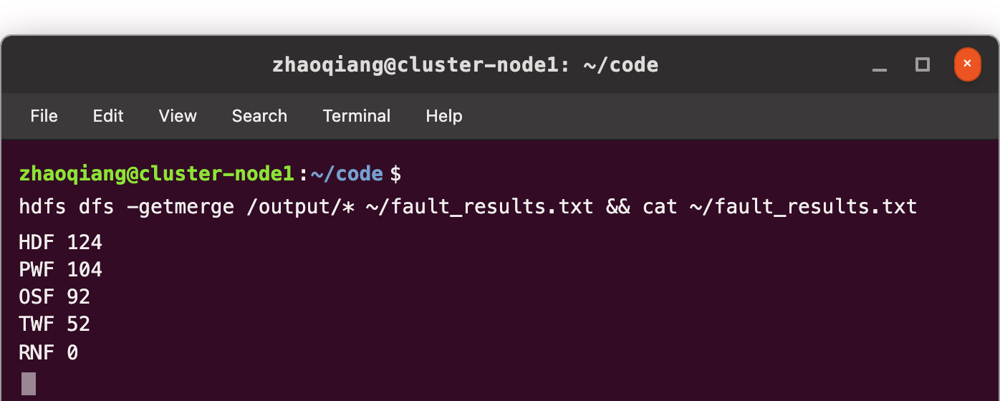 zhaoqiang@cluster-node1: ~/code
File Edit View Search Terminal Help
zhaoqiang@cluster-node1:~/code $
hdfs dfs -getmerge /output/* ~/fault_results.txt && cat ~/fault_results.txt
HDF 124
PWF 104
OSF 92
TWF 52
RNF 0